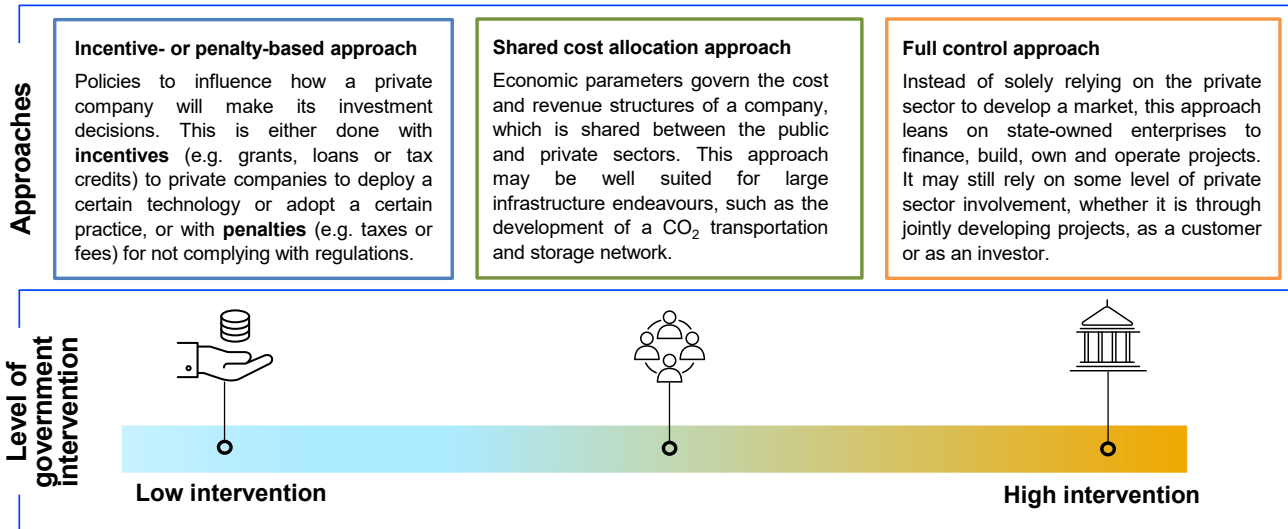 Approaches
Incentive- or penalty-based approach
Policies to influence how a private
company will make its investment
decisions. This is either done with
incentives (e.g. grants, loans or tax
credits) to private companies to deploy a
certain technology or adopt a certain
practice, or with penalties (e.g. taxes or
fees) for not complying with regulations.
Shared cost allocation approach
Economic parameters govern the cost
and revenue structures of a company,
which is shared between the public
and private sectors. This approach
may be well suited for large
infrastructure endeavours, such as the
development of a CO₂ transportation
and storage network.
Full control approach
Instead of solely relying on the private
sector to develop a market, this approach
leans on state-owned enterprises to
finance, build, own and operate projects.
It may still rely on some level of private
sector involvement, whether it is through
jointly developing projects, as a customer
or as an investor.
Level of
government
intervention
Low intervention
High intervention